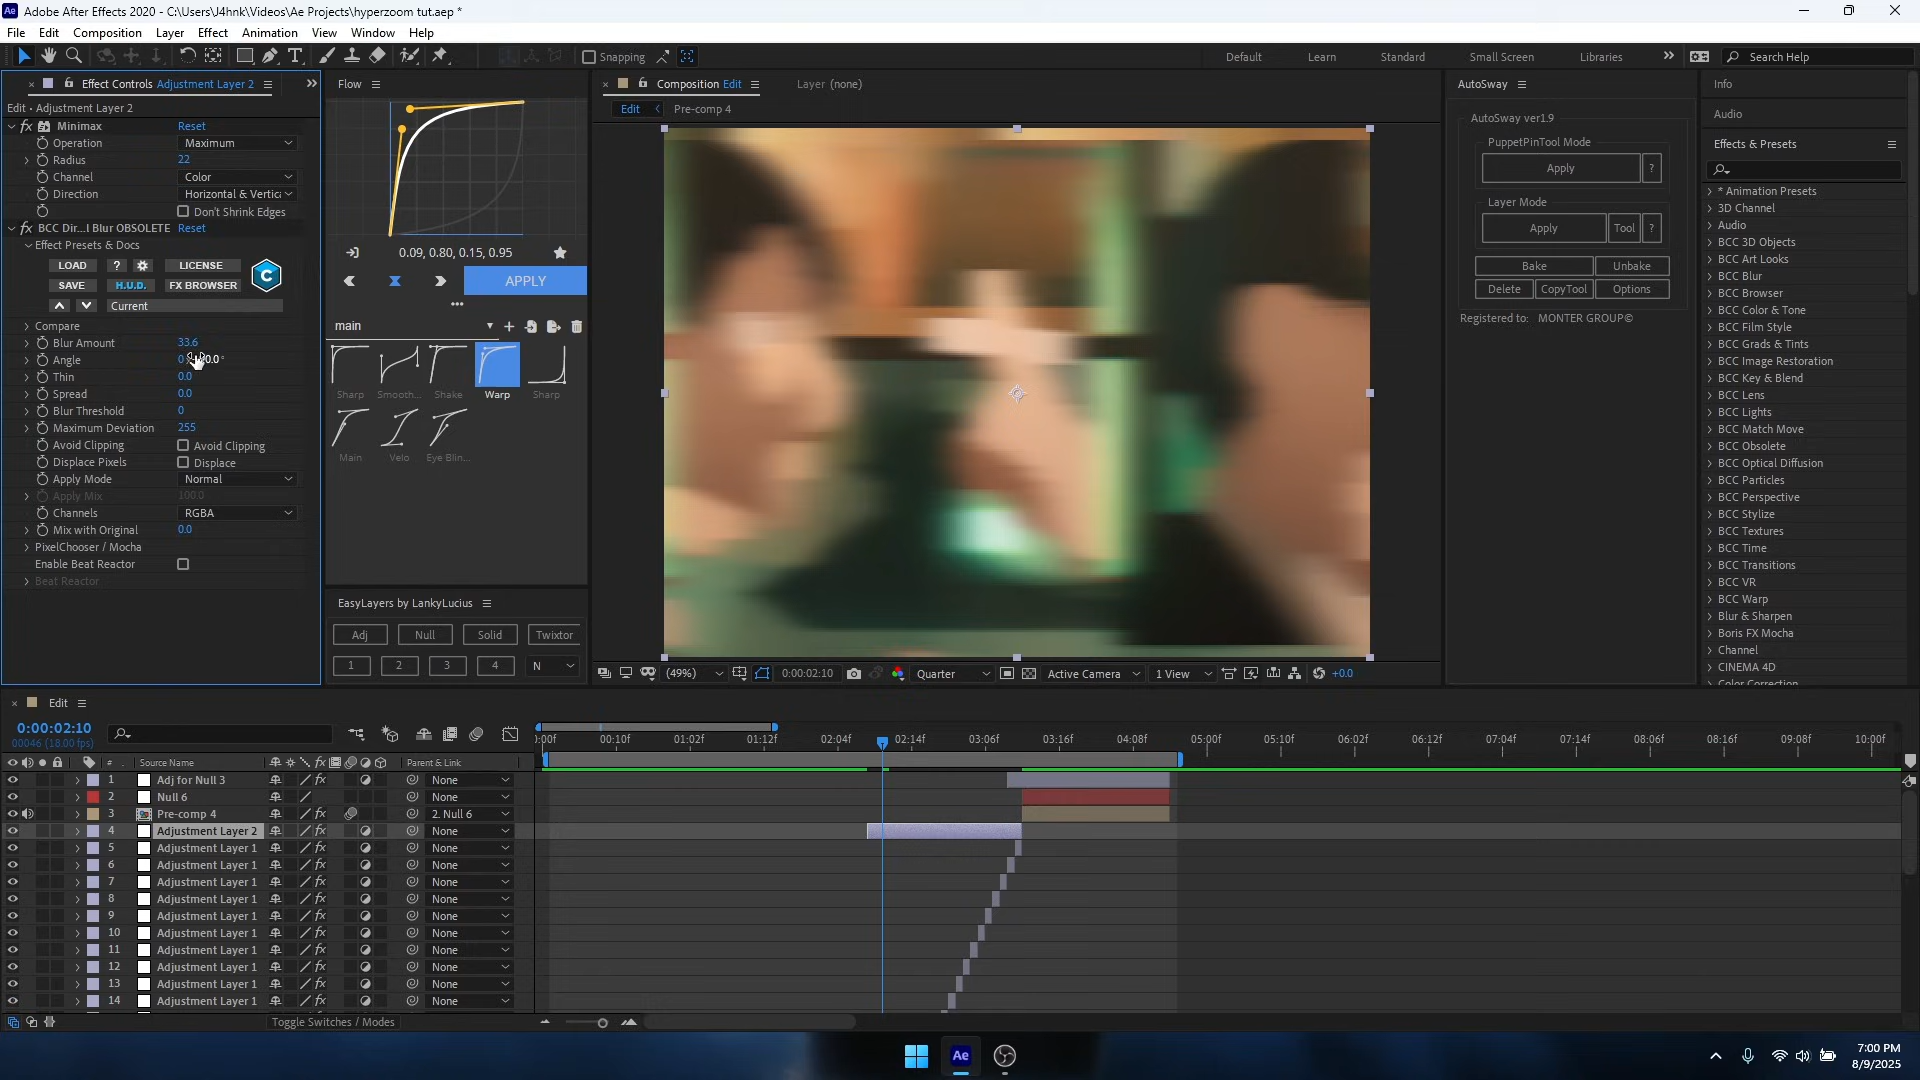 Adobe After Effects 2020 - C:\Users\J4hnk\Videos\Ae Projects\hyperzoom tut.aep *
File Edit Composition Layer Effect Animation View Window Help
Snapping Default Learn Standard Small Screen Libraries Search Help
Effect Controls Adjustment Layer 2
Edit • Adjustment Layer 2
Minimax Reset
Operation Maximum
Radius 22
Channel Color
Direction Horizontal & Vertic
Don't Shrink Edges
BCC Dir...l Blur OBSOLETE Reset
Effect Presets & Docs
LOAD ? LICENSE
SAVE H.U.D. FX BROWSER
Current
Compare
Blur Amount 33.6
Angle
Thin 0.0
Spread 0.0
Blur Threshold 0
Maximum Deviation 255
Avoid Clipping Avoid Clipping
Displace Pixels Displace
Apply Mode Normal
Apply Mix 100.0
Channels RGBA
Mix with Original 0.0
PixelChooser / Mocha
Enable Beat Reactor
Beat Reactor
Flow
0.09, 0.80, 0.15, 0.95
APPLY
main
Sharp Smooth... Shake Warp Sharp
Main Velo Eye Blin...
EasyLayers by LankyLucius
Adj Null Solid Twixtor
1 2 3 4 N
Composition Edit Layer (none)
Edit Pre-comp 4
(49%) 0:00:02:10 Quarter Active Camera 1 View +0.0
AutoSway
AutoSway ver1.9
PuppetPinTool Mode
Apply ?
Layer Mode
Apply Tool ?
Bake Unbake
Delete CopyTool Options
Registered to: MONTER GROUP©
Info
Audio
Effects & Presets
* Animation Presets
3D Channel
Audio
BCC 3D Objects
BCC Art Looks
BCC Blur
BCC Browser
BCC Color & Tone
BCC Film Style
BCC Grads & Tints
BCC Image Restoration
BCC Key & Blend
BCC Lens
BCC Lights
BCC Match Move
BCC Obsolete
BCC Optical Diffusion
BCC Particles
BCC Perspective
BCC Stylize
BCC Textures
BCC Time
BCC Transitions
BCC VR
BCC Warp
Blur & Sharpen
Boris FX Mocha
Channel
CINEMA 4D
Color Correction
Edit
0:00:02:10
00046 (18.00 fps)
:00f 00:10f 01:02f 01:12f 02:04f 02:14f 03:06f 03:16f 04:08f 05:00f 05:10f 06:02f 06:12f 07:04f 07:14f 08:06f 08:16f 09:08f 10:00f
# Source Name Parent & Link
1 Adj for Null 3 None
2 Null 6 None
3 Pre-comp 4 2. Null 6
4 Adjustment Layer 2 None
5 Adjustment Layer 1 None
6 Adjustment Layer 1 None
7 Adjustment Layer 1 None
8 Adjustment Layer 1 None
9 Adjustment Layer 1 None
10 Adjustment Layer 1 None
11 Adjustment Layer 1 None
12 Adjustment Layer 1 None
13 Adjustment Layer 1 None
14 Adjustment Layer 1 None
Toggle Switches / Modes
7:00 PM
8/9/2025